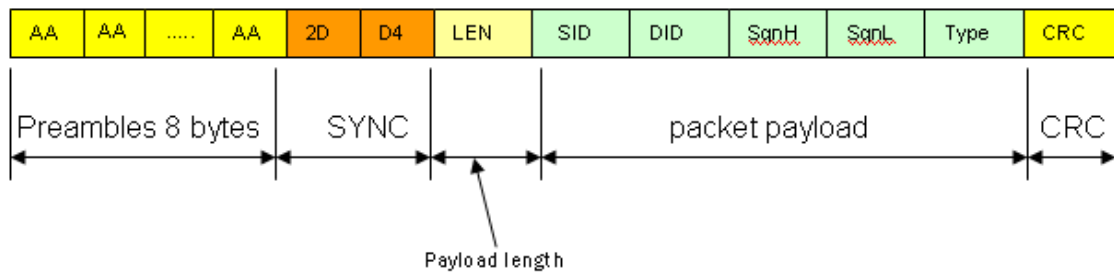 AA AA ..... AA 2D D4 LEN SID DID SqnH SqnL Type CRC
Preambles 8 bytes SYNC packet payload CRC
Payload length